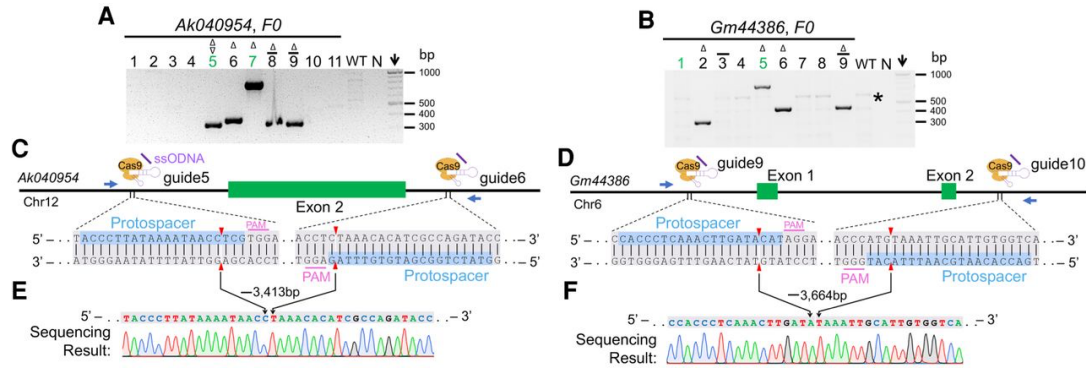 A
Ak040954, F0
Δ ∇ Δ Δ Δ Δ
1 2 3 4 5 6 7 8 9 10 11 WT N bp
1000
500
400
300
B
Gm44386, F0
Δ Δ Δ Δ
1 2 3 4 5 6 7 8 9 WT N bp
1000
500
400
300
*
C
Ak040954
Chr12
Cas9
ssODNA
guide5
Exon 2
Cas9
guide6
Protospacer
PAM
5' TACCCTTATAAAATAACCTCGTGGA ACCTCTAAACACATCGCCAGATACC 3'
3' ATGGGAATATTTTATTGGAGCACCT TGGAGATTTGTGTAGCGGTCTATGG 5'
PAM
Protospacer
−3,413bp
D
Gm44386
Chr6
Cas9
guide9
Exon 1
Exon 2
Cas9
guide10
Protospacer
PAM
5' CCACCCTCAAACTTGATACATAGGA ACCCATGTAAATTGCATTGTGGTCA 3'
3' GGTGGGAGTTTGAACTATGTATCCT TGGGTACATTTAACGTAACACCAGT 5'
PAM
Protospacer
−3,664bp
E
5' TACCCTTATAAAATAACCTAAACACATCGCCAGATACC 3'
Sequencing
Result:
F
5' CCACCCTCAAACTTGATATAAATTGCATTGTGGTCA 3'
Sequencing
Result: